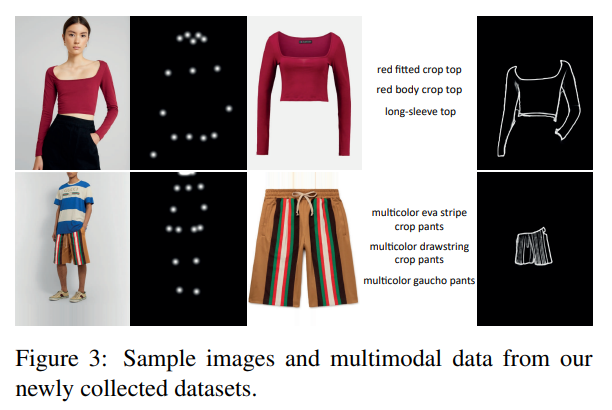 red fitted crop top
red body crop top
long-sleeve top
multicolor eva stripe
crop pants
multicolor drawstring
crop pants
multicolor gaucho pants
Figure 3: Sample images and multimodal data from our
newly collected datasets.